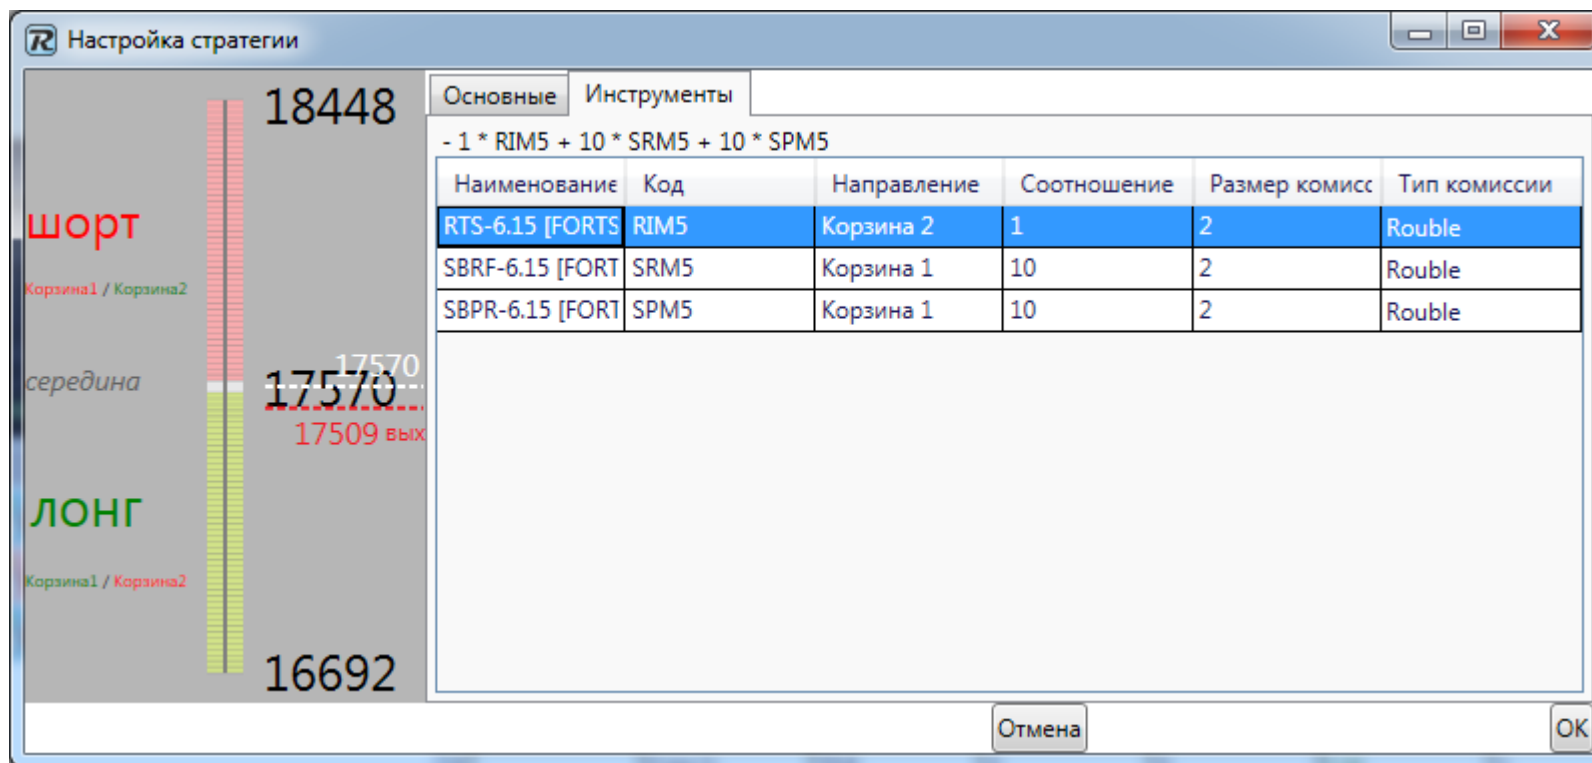 Настройка стратегии
18448
шорт
Корзина1 / Корзина2
середина
17570
17570
17509 вых
лонг
Корзина1 / Корзина2
16692
Основные Инструменты
- 1 * RIM5 + 10 * SRM5 + 10 * SPM5
Наименование Код Направление Соотношение Размер комисс Тип комиссии
RTS-6.15 [FORTS RIM5 Корзина 2 1 2 Rouble
SBRF-6.15 [FORT SRM5 Корзина 1 10 2 Rouble
SBPR-6.15 [FORT SPM5 Корзина 1 10 2 Rouble
Отмена OK